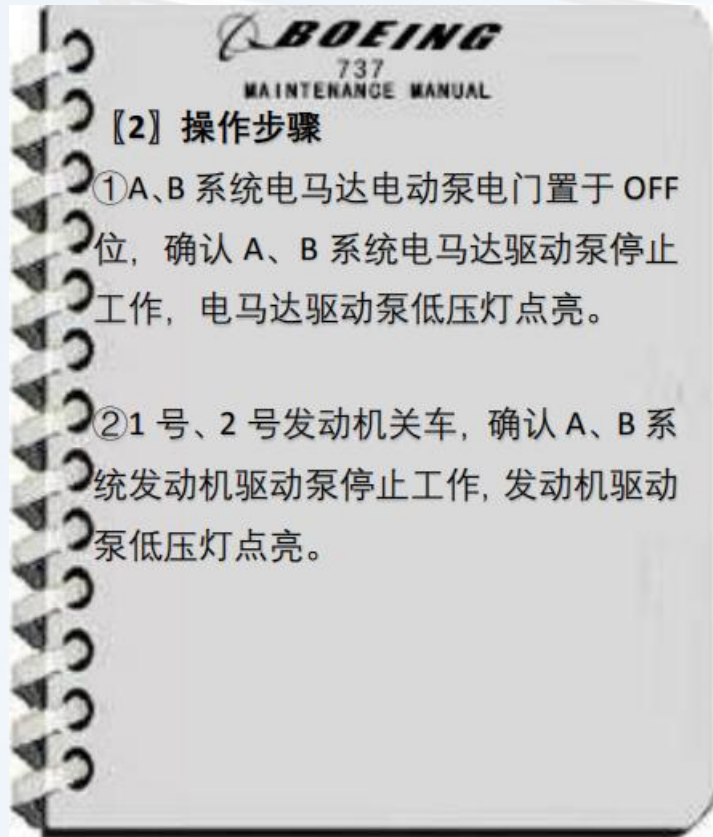 BOEING
737
MAINTENANCE MANUAL
〖2〗操作步骤
①A、B 系统电马达电动泵电门置于 OFF
位，确认 A、B 系统电马达驱动泵停止
工作，电马达驱动泵低压灯点亮。
②1 号、2 号发动机关车，确认 A、B 系
统发动机驱动泵停止工作，发动机驱动
泵低压灯点亮。